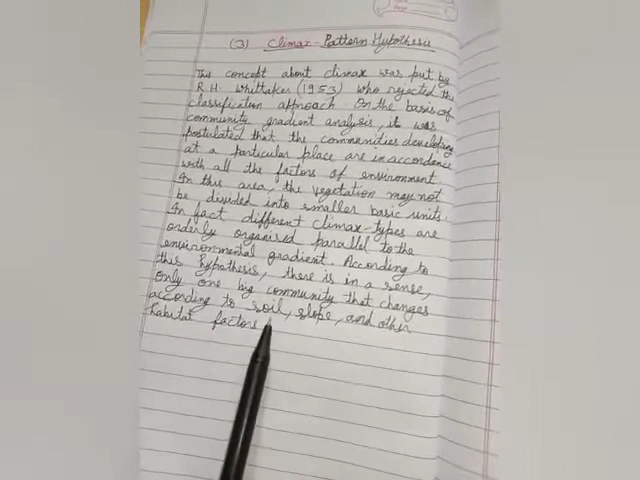 (3) Climax-Pattern Hypothesis
This concept about climax was put by
R.H. Whittaker (1953) who rejected the
classification approach. On the basis of
community gradient analysis, it was
postulated that the communities developing
at a particular place are in accordance
with all the factors of environment
In this area, the vegetation may not
be divided into smaller basic units.
In fact different climax-types are
orderly organised parallel to the
environmental gradient. According to
this hypothesis, there is in a sense,
only one big community that changes
according to soil, slope, and other
habitat factors